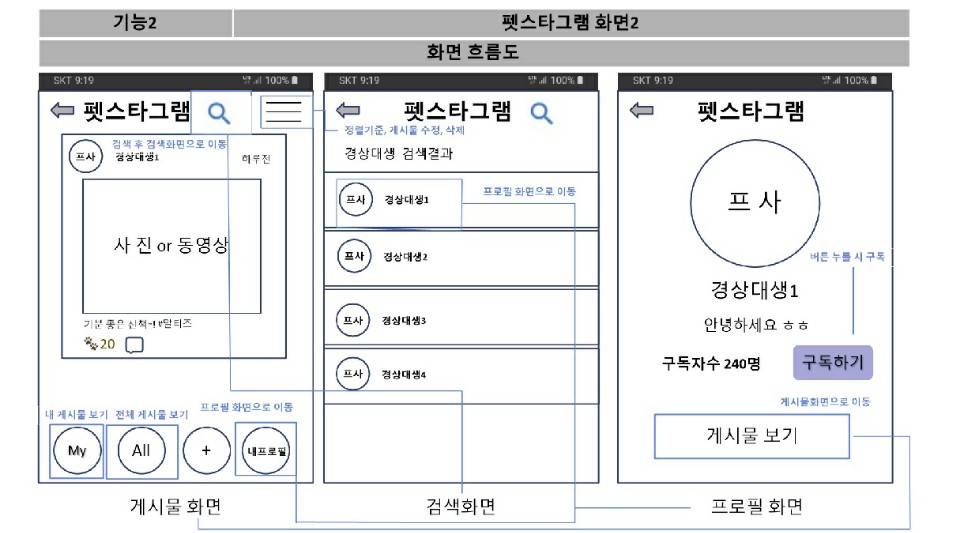 기능2
펫스타그램 화면2
화면 흐름도
SKT 9:19
100%
펫스타그램
검색 후 검색화면으로 이동
프사
경상대생1
하루전
사 진 or 동영상
기분 좋은 산책~! #말티즈
20
내 게시물 보기
전체 게시물 보기
프로필 화면으로 이동
My
All
+
내프로필
게시물 화면
SKT 9:19
100%
펫스타그램
정렬기준, 게시물 수정, 삭제
경상대생 검색결과
프로필 화면으로 이동
프사 경상대생1
프사 경상대생2
프사 경상대생3
프사 경상대생4
검색화면
SKT 9:19
100%
펫스타그램
프 사
버튼 누를 시 구독
경상대생1
안녕하세요 ㅎㅎ
구독자수 240명
구독하기
게시물화면으로 이동
게시물 보기
프로필 화면